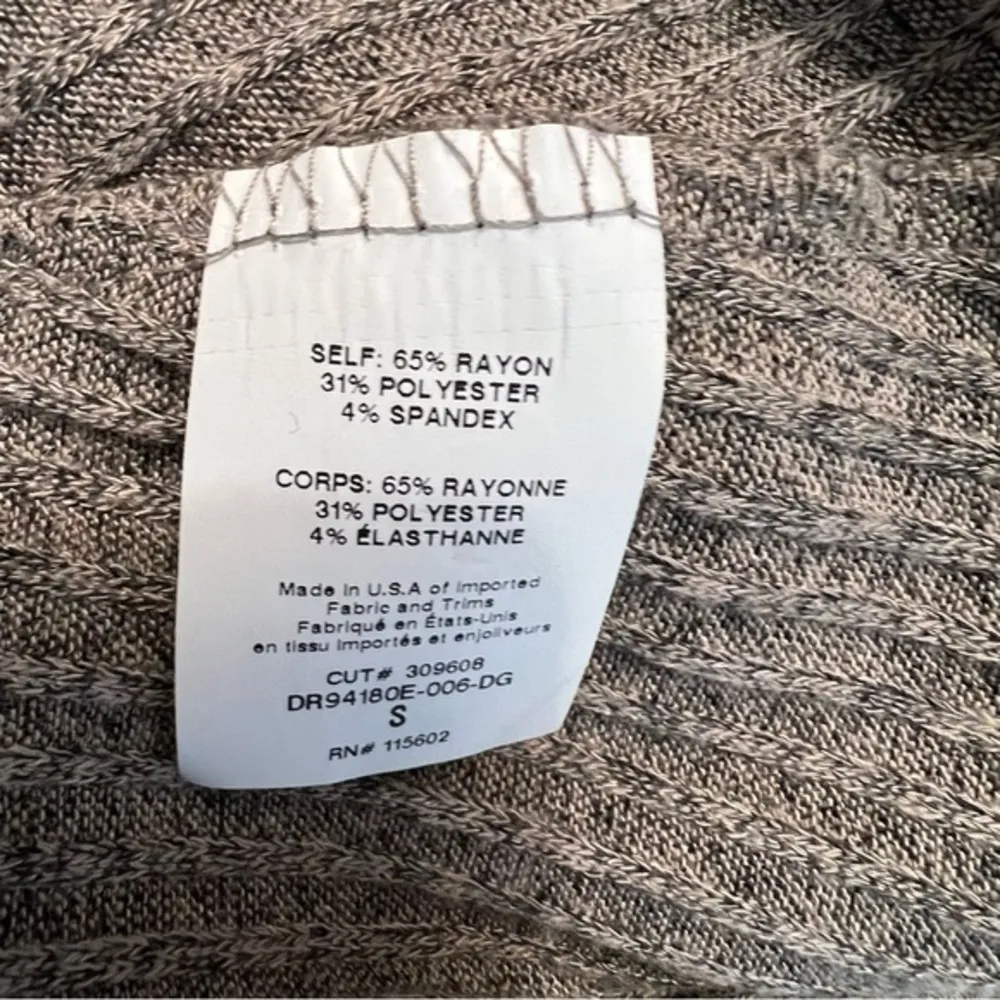 SELF: 65% RAYON
31% POLYESTER
4% SPANDEX
CORPS: 65% RAYONNE
31% POLYESTER
4% ÉLASTHANNE
Made In U.S.A of Imported
Fabric and Trims
Fabriqué en États-Unis
en tissu Importés et enjoliveurs
CUT# 309608
DR94180E-006-DG
S
RN# 115602